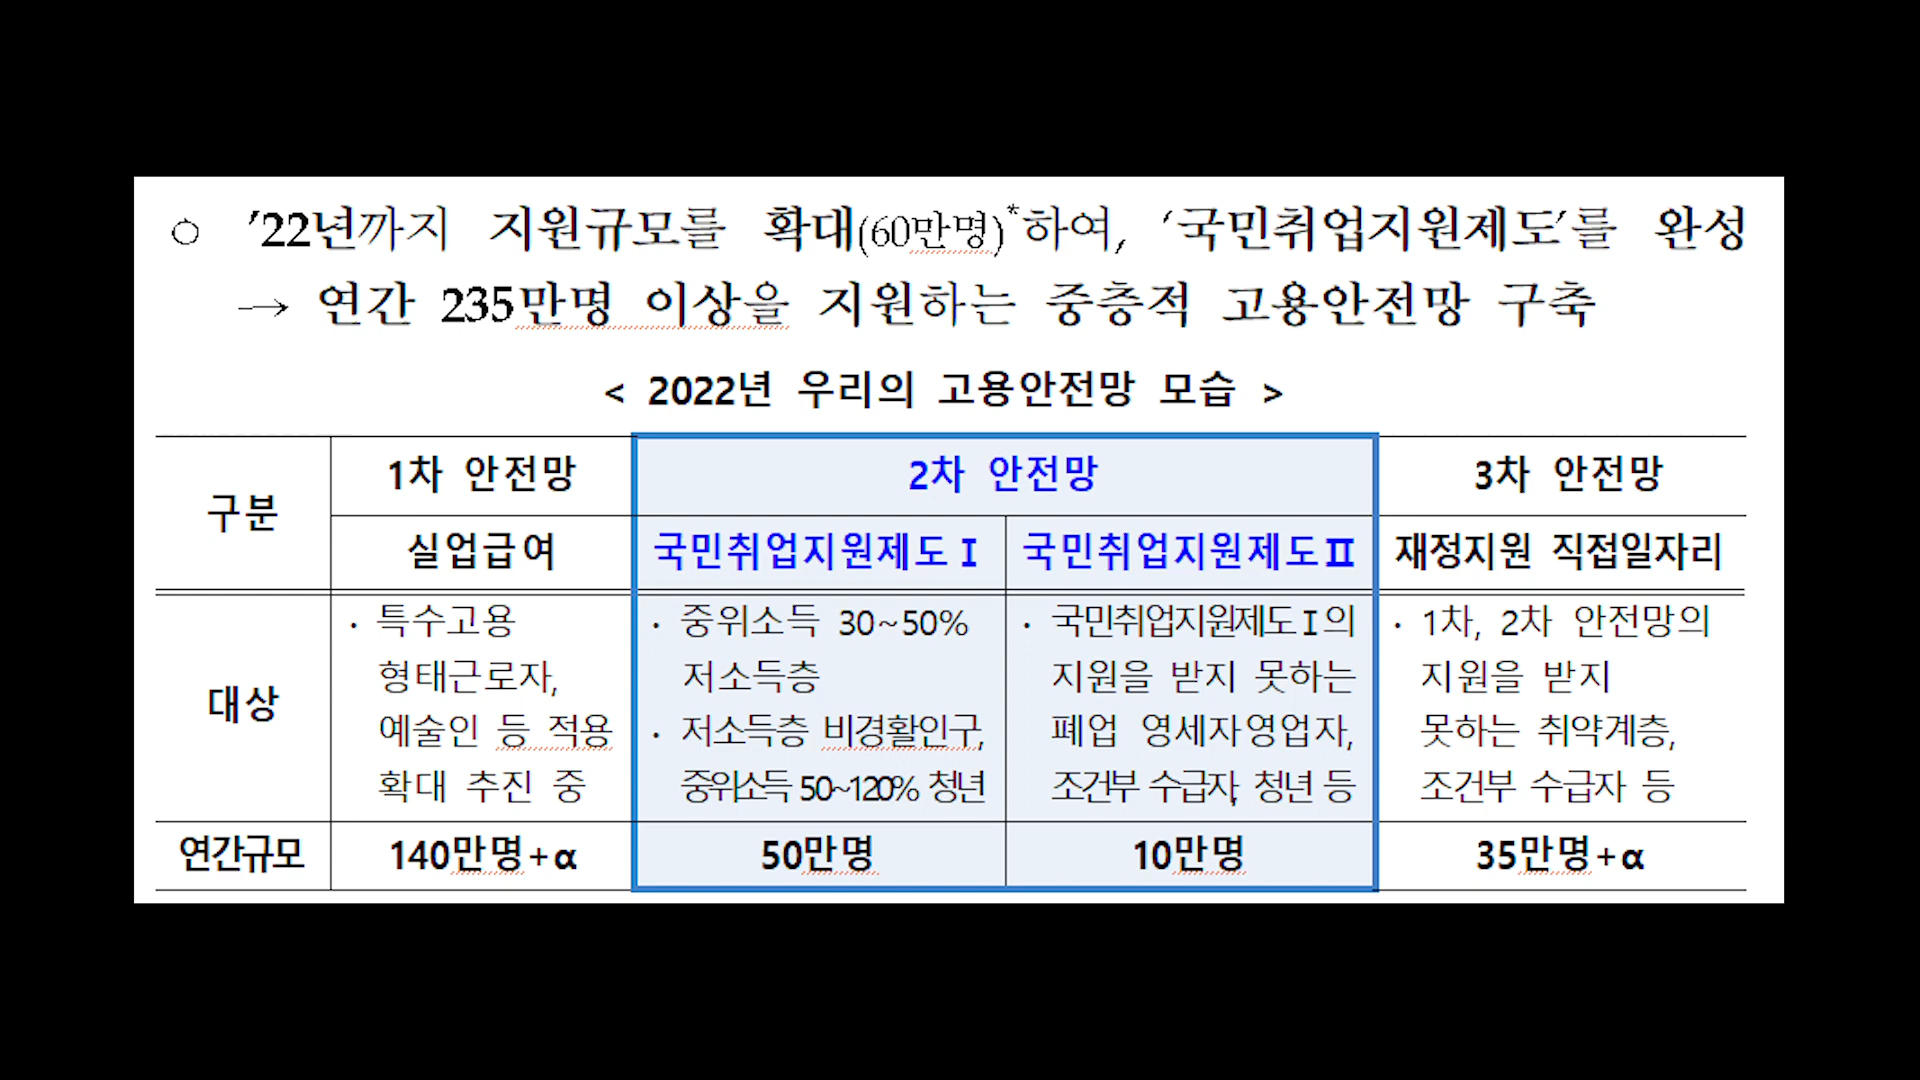 ○ ’22년까지 지원규모를 확대(60만명)*하여, ‘국민취업지원제도’를 완성
→ 연간 235만명 이상을 지원하는 중층적 고용안전망 구축
< 2022년 우리의 고용안전망 모습 >
구분
1차 안전망
2차 안전망
3차 안전망
실업급여
국민취업지원제도Ⅰ
국민취업지원제도Ⅱ
재정지원 직접일자리
대상
· 특수고용
형태근로자,
예술인 등 적용
확대 추진 중
· 중위소득 30~50%
저소득층
· 저소득층 비경활인구,
중위소득 50~120% 청년
· 국민취업지원제도Ⅰ의
지원을 받지 못하는
폐업 영세자영업자,
조건부 수급자, 청년 등
· 1차, 2차 안전망의
지원을 받지
못하는 취약계층,
조건부 수급자 등
연간규모
140만명+α
50만명
10만명
35만명+α